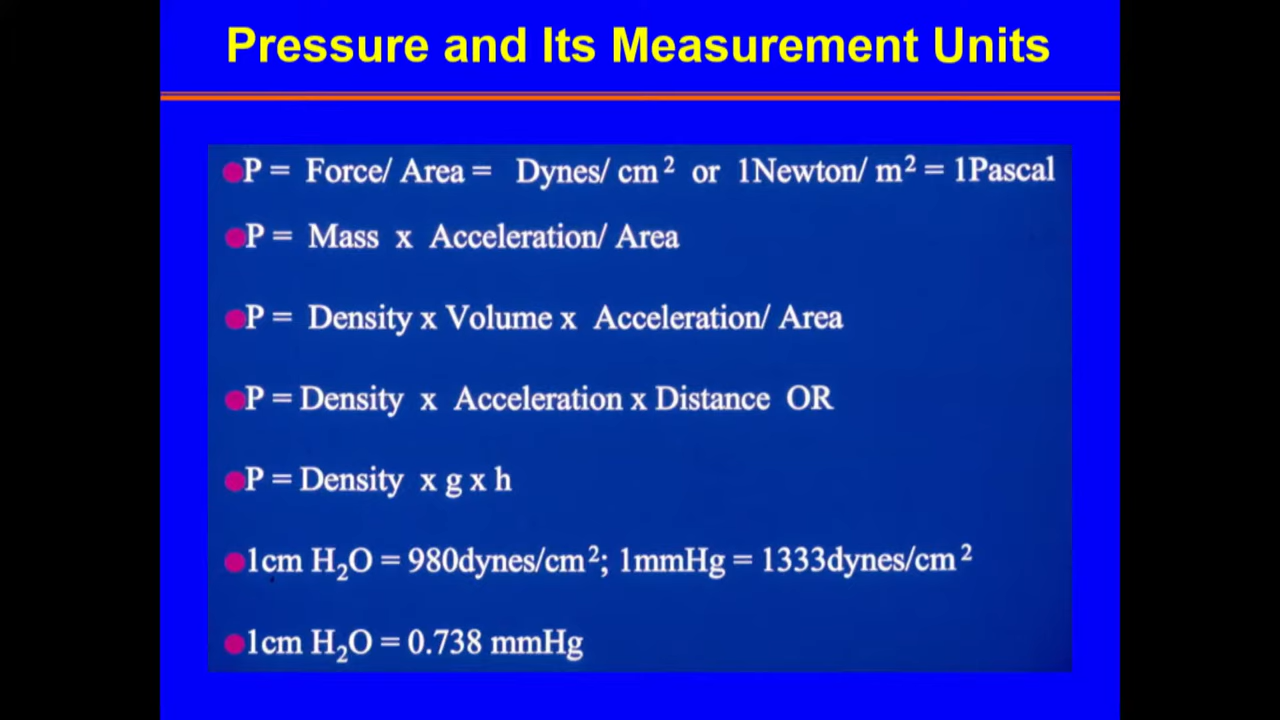 Pressure and Its Measurement Units
P = Force/ Area = Dynes/ cm² or 1Newton/ m² = 1Pascal
P = Mass x Acceleration/ Area
P = Density x Volume x Acceleration/ Area
P = Density x Acceleration x Distance OR
P = Density x g x h
1cm H₂O = 980dynes/cm²; 1mmHg = 1333dynes/cm²
1cm H₂O = 0.738 mmHg